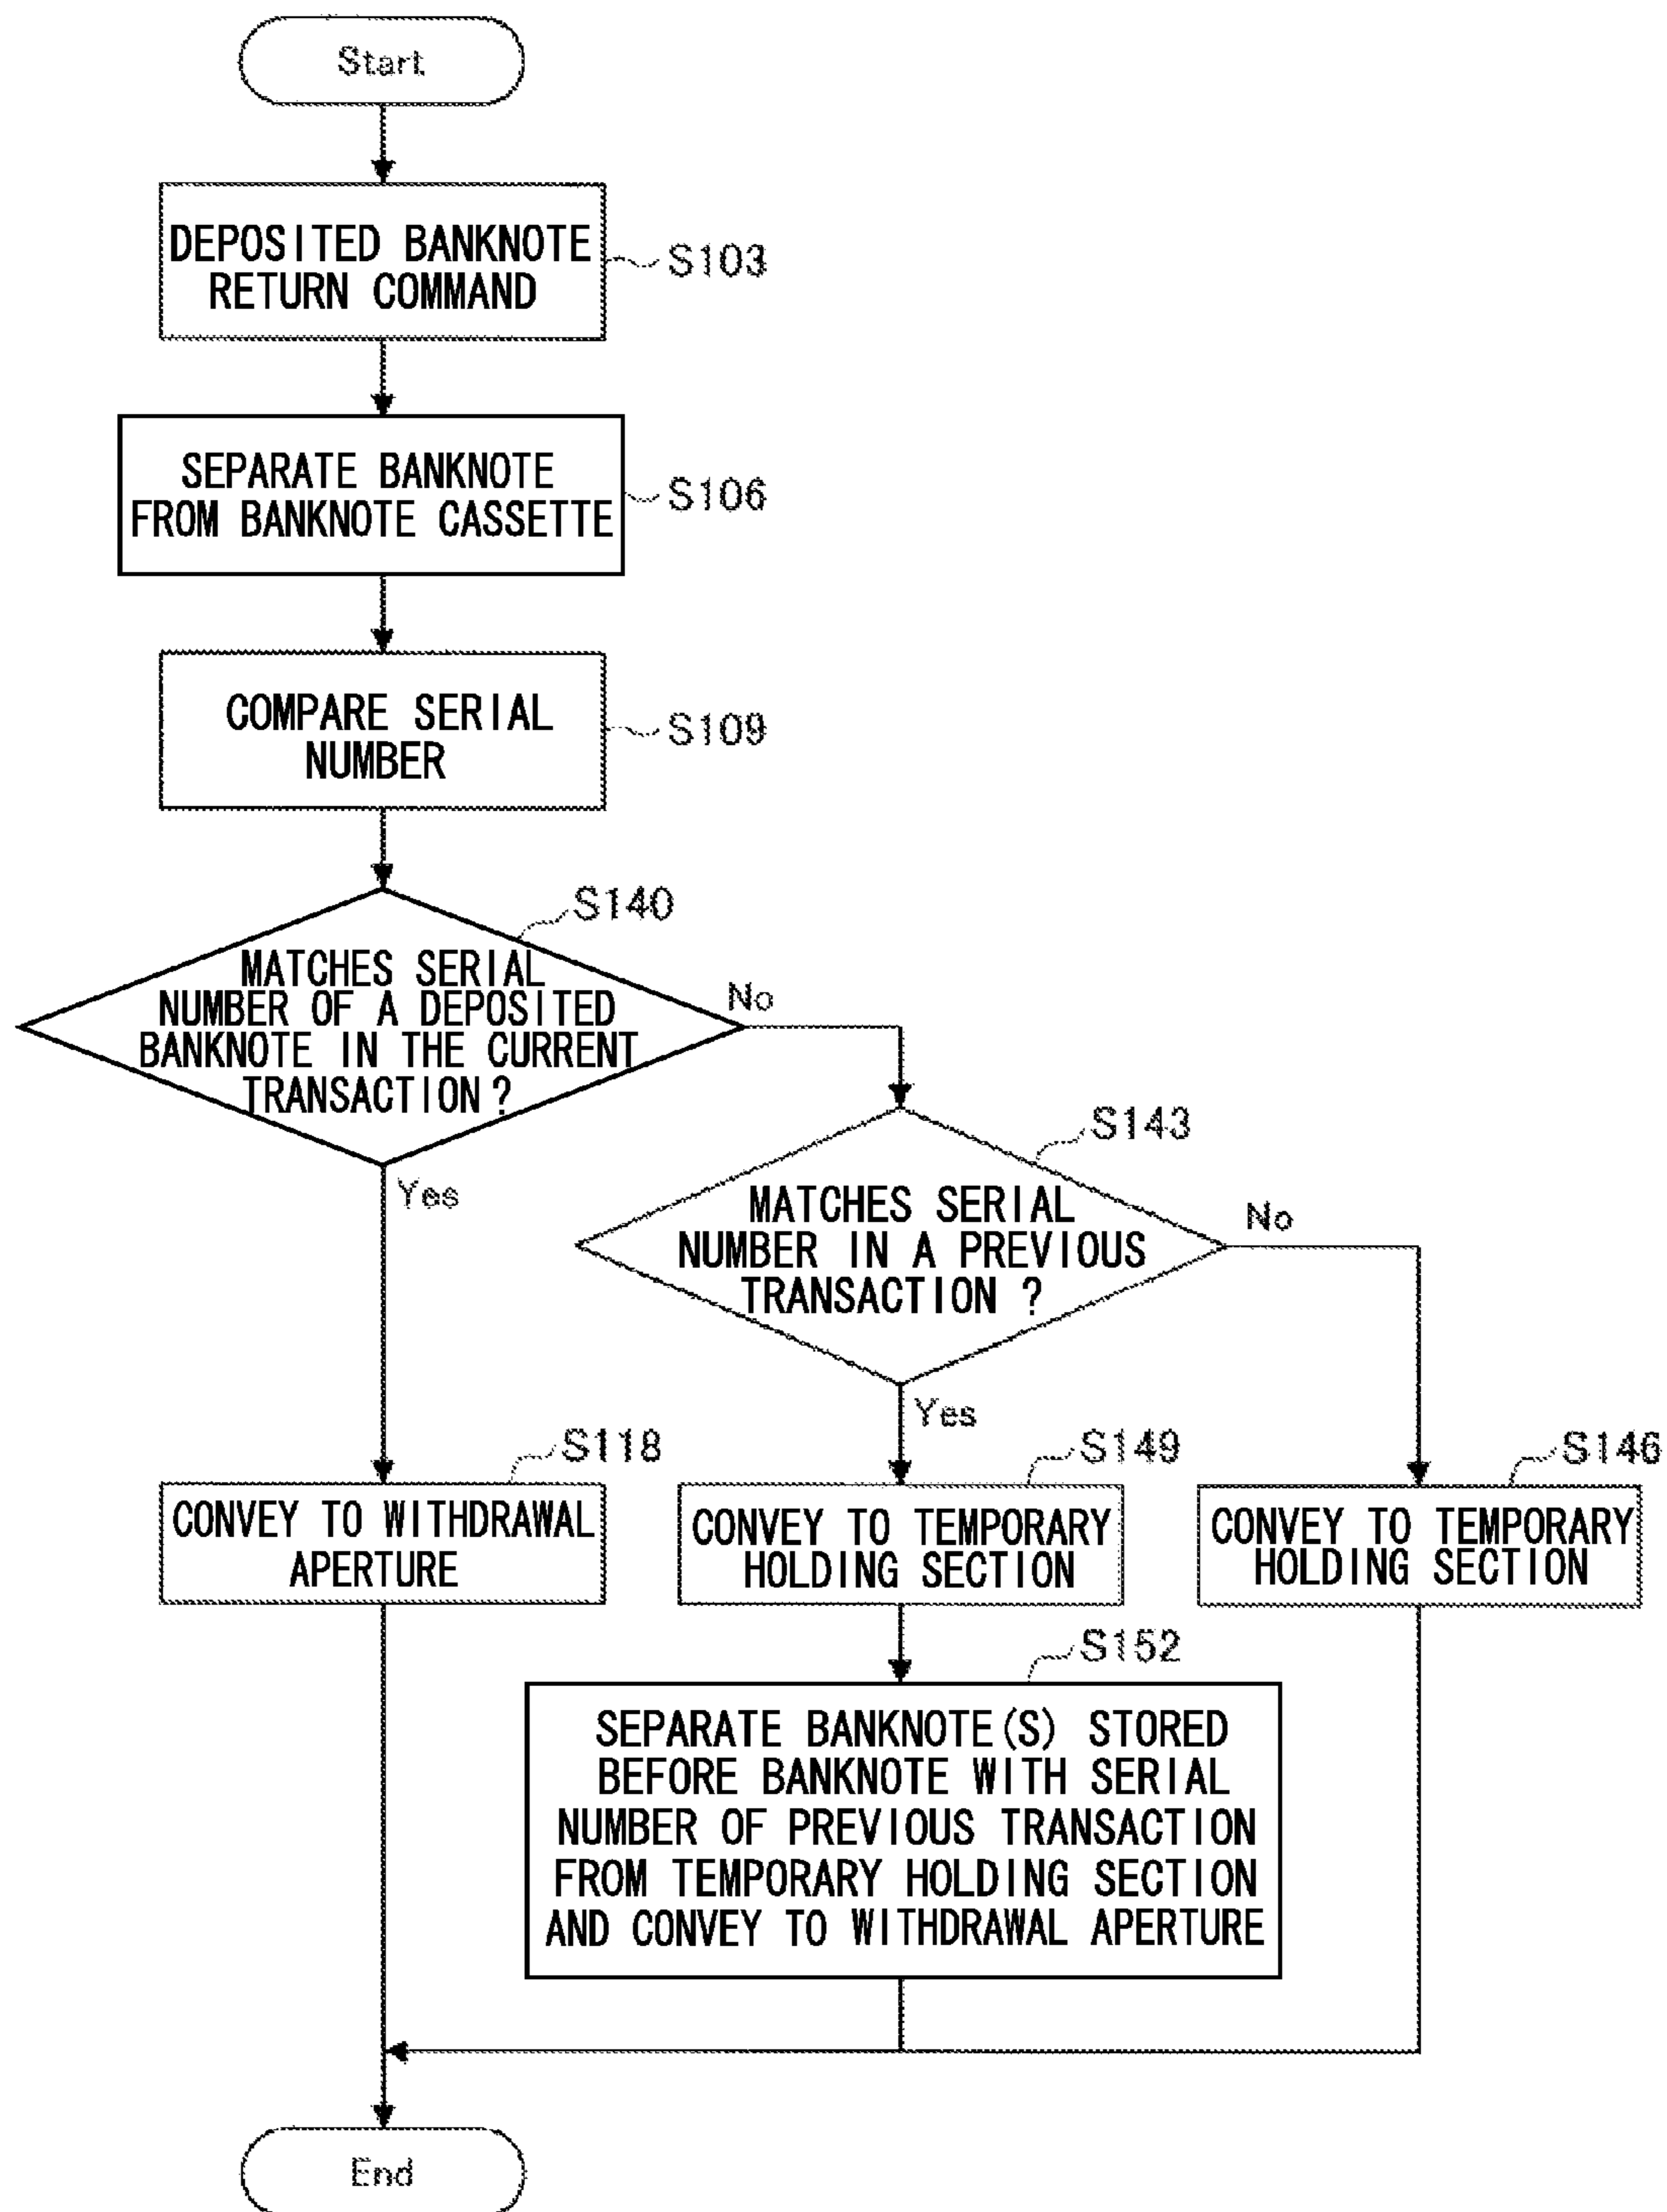 Start
DEPOSITED BANKNOTE
RETURN COMMAND
S103
SEPARATE BANKNOTE
FROM BANKNOTE CASSETTE
S106
COMPARE SERIAL
NUMBER
S109
S140
MATCHES SERIAL
NUMBER OF A DEPOSITED
BANKNOTE IN THE CURRENT
TRANSACTION?
No
Yes
S143
MATCHES SERIAL
NUMBER IN A PREVIOUS
TRANSACTION ?
No
Yes
S118
CONVEY TO WITHDRAWAL
APERTURE
S149
CONVEY TO TEMPORARY
HOLDING SECTION
S146
CONVEY TO TEMPORARY
HOLDING SECTION
S152
SEPARATE BANKNOTE(S) STORED
BEFORE BANKNOTE WITH SERIAL
NUMBER OF PREVIOUS TRANSACTION
FROM TEMPORARY HOLDING SECTION
AND CONVEY TO WITHDRAWAL APERTURE
End